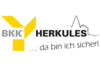 BKK HERKULES
... da bin ich sicher!